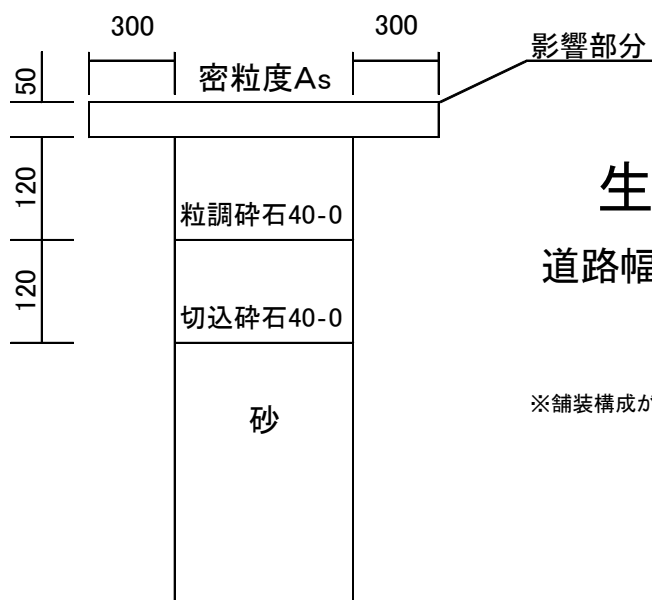 300
300
影響部分
50
密粒度As
120
粒調砕石40-0
生
道路幅
120
切込砕石40-0
※舗装構成が
砂